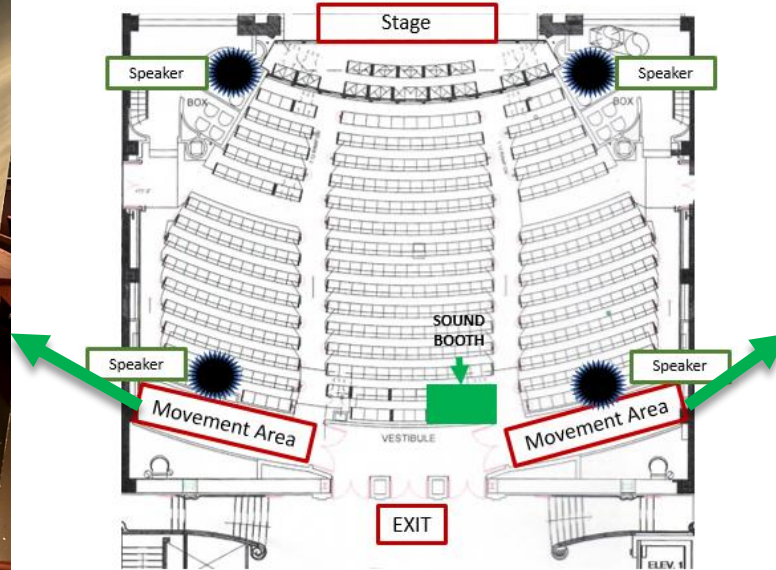 Stage
Speaker
Speaker
BOX
BOX
SOUND
BOOTH
Speaker
Speaker
Movement Area
Movement Area
VESTIBULE
EXIT
ELEV. 1